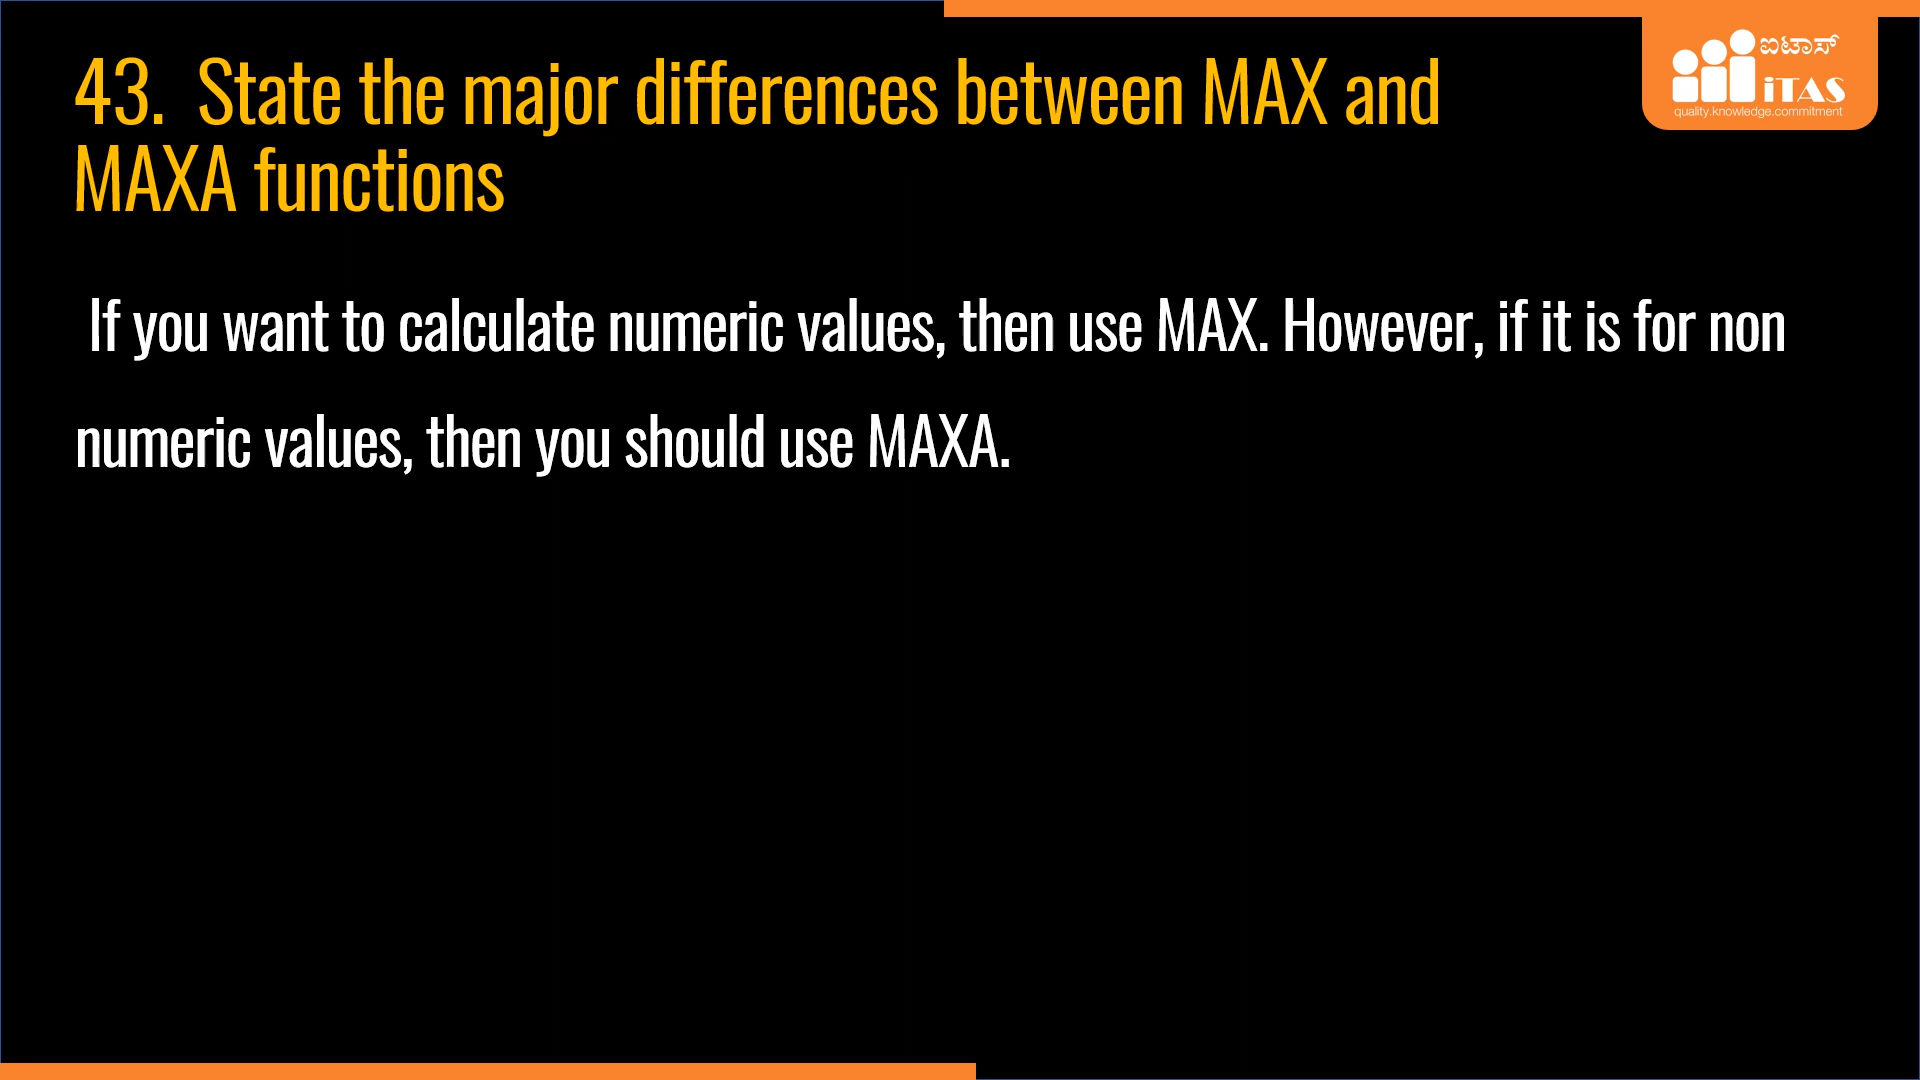 ಐಟಾಸ್
iTAS
quality.knowledge.commitment
43. State the major differences between MAX and
MAXA functions
If you want to calculate numeric values, then use MAX. However, if it is for non
numeric values, then you should use MAXA.